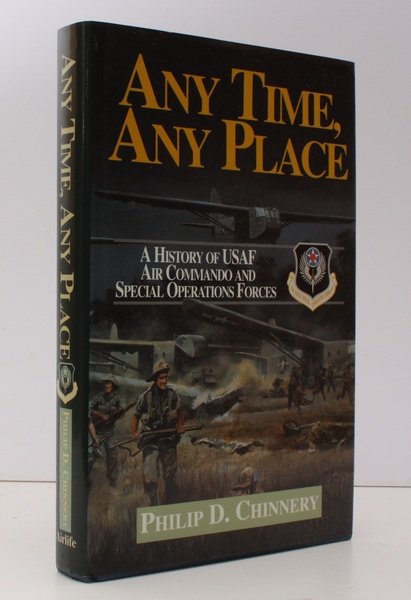 ANY TIME, ANY PLACE
PHILIP D. CHINNERY
Airlife
ANY TIME,
ANY PLACE
A HISTORY OF USAF
AIR COMMANDO AND
SPECIAL OPERATIONS FORCES
PHILIP D. CHINNERY